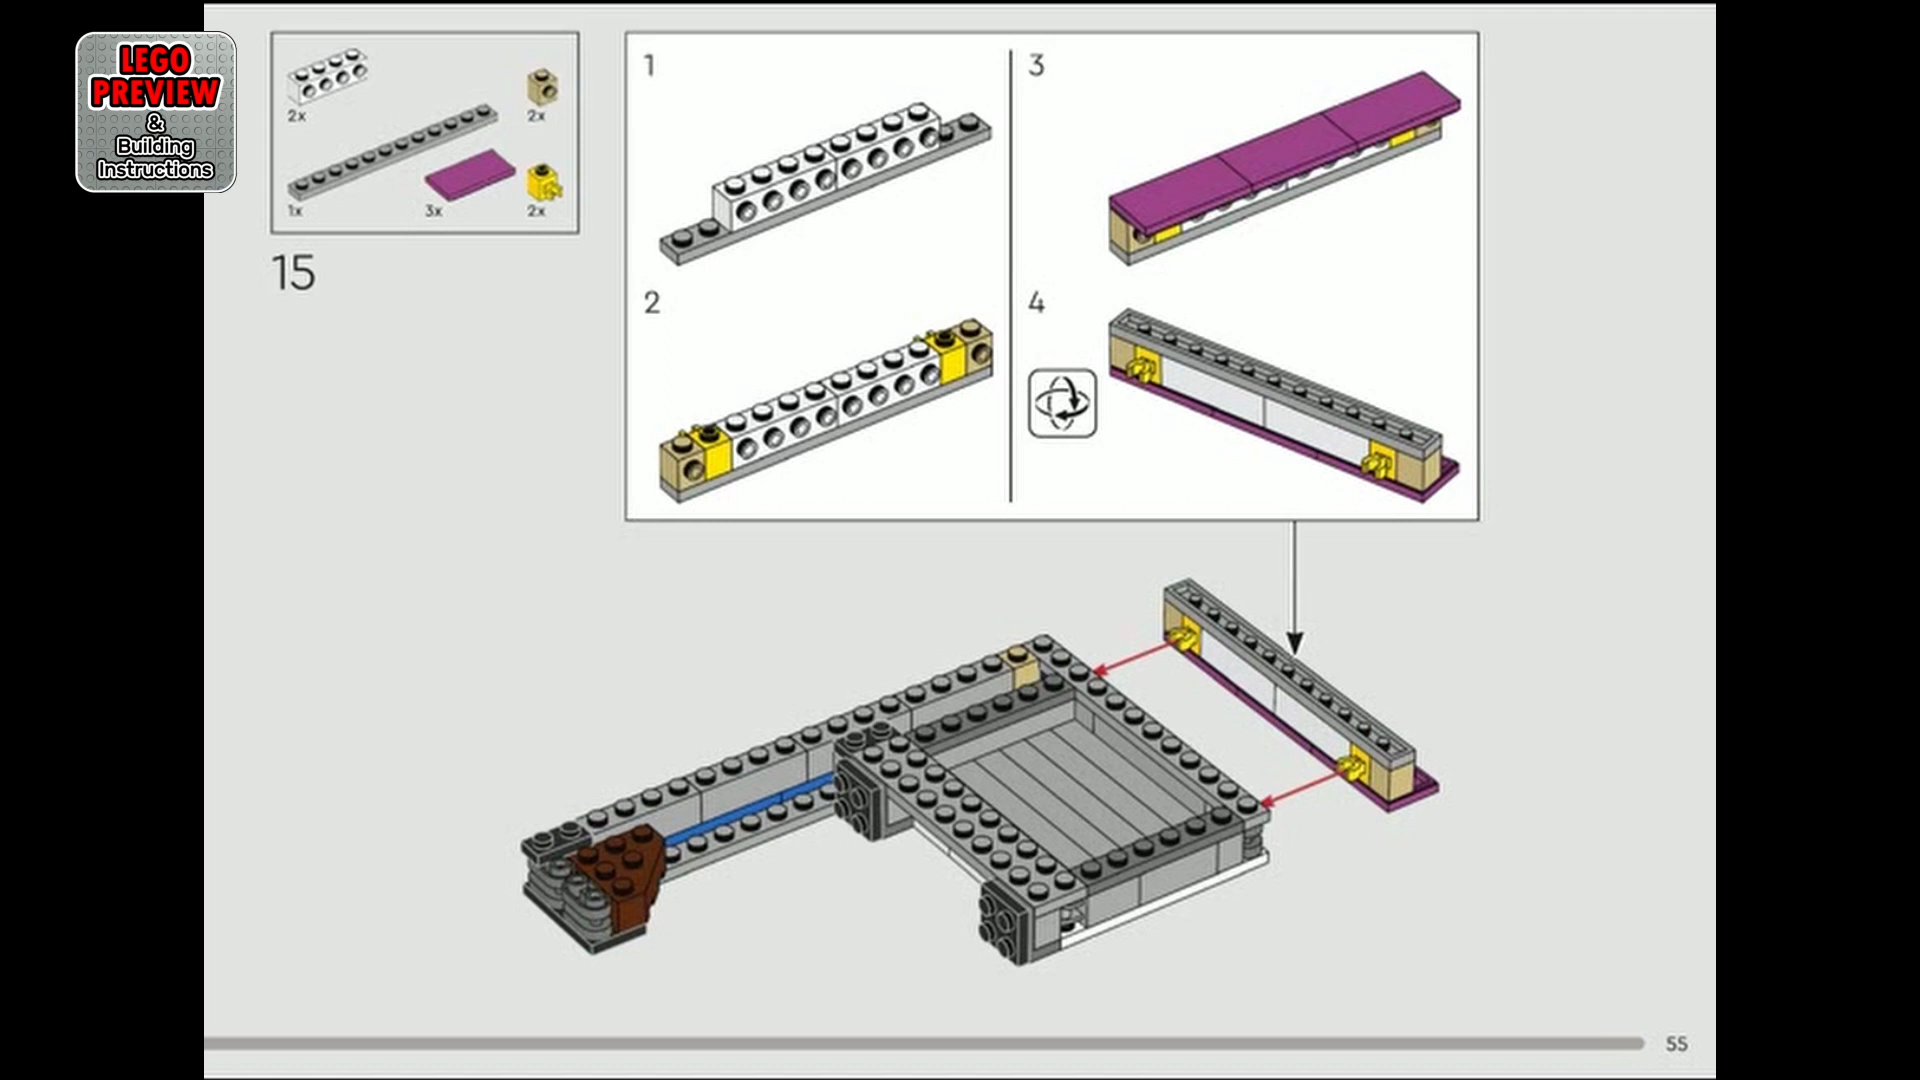 LEGO
PREVIEW
&
Building
Instructions
2x
2x
1x
3x
2x
15
1
3
2
4
55